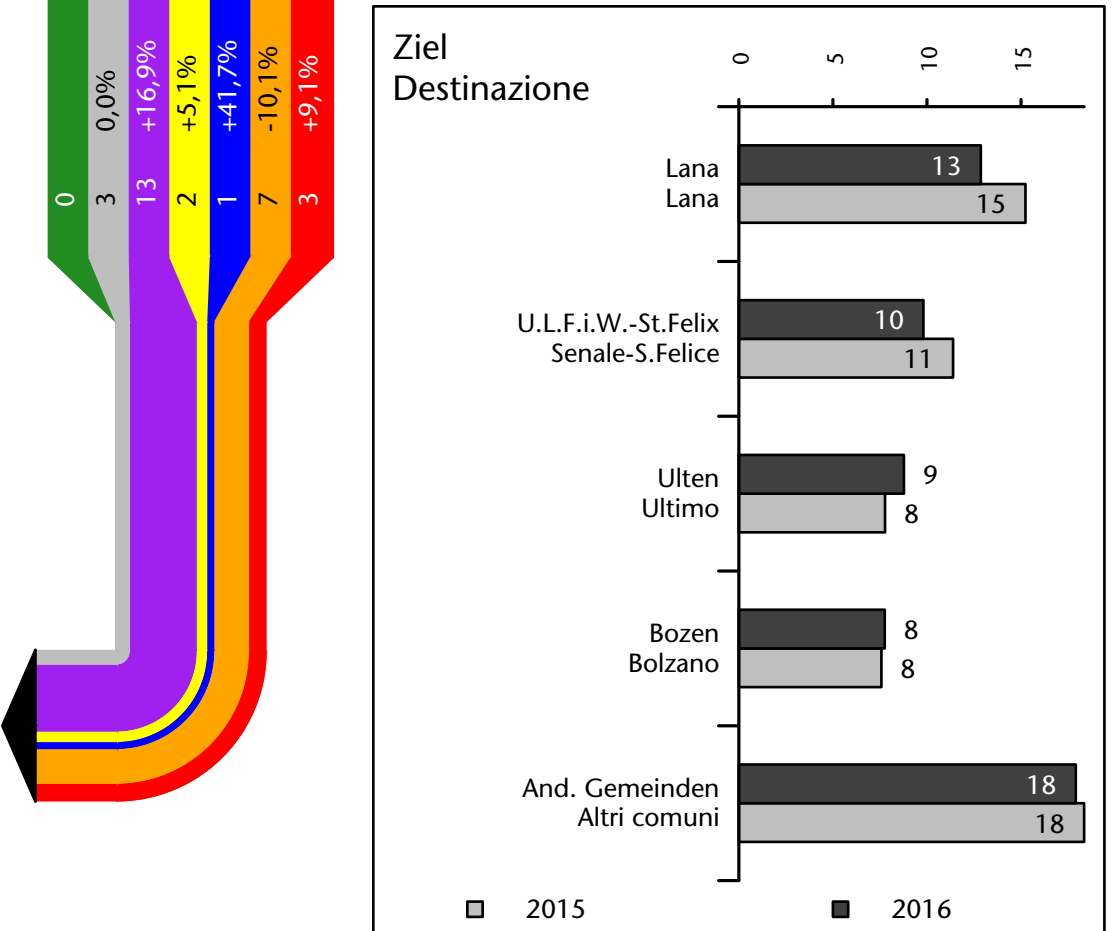 0
3 0,0%
13 +16,9%
2 +5,1%
1 +41,7%
7 -10,1%
3 +9,1%
Ziel
Destinazione
0 5 10 15
Lana
Lana
13
15
U.L.F.i.W.-St.Felix
Senale-S.Felice
10
11
Ulten
Ultimo
9
8
Bozen
Bolzano
8
8
And. Gemeinden
Altri comuni
18
18
2015 2016